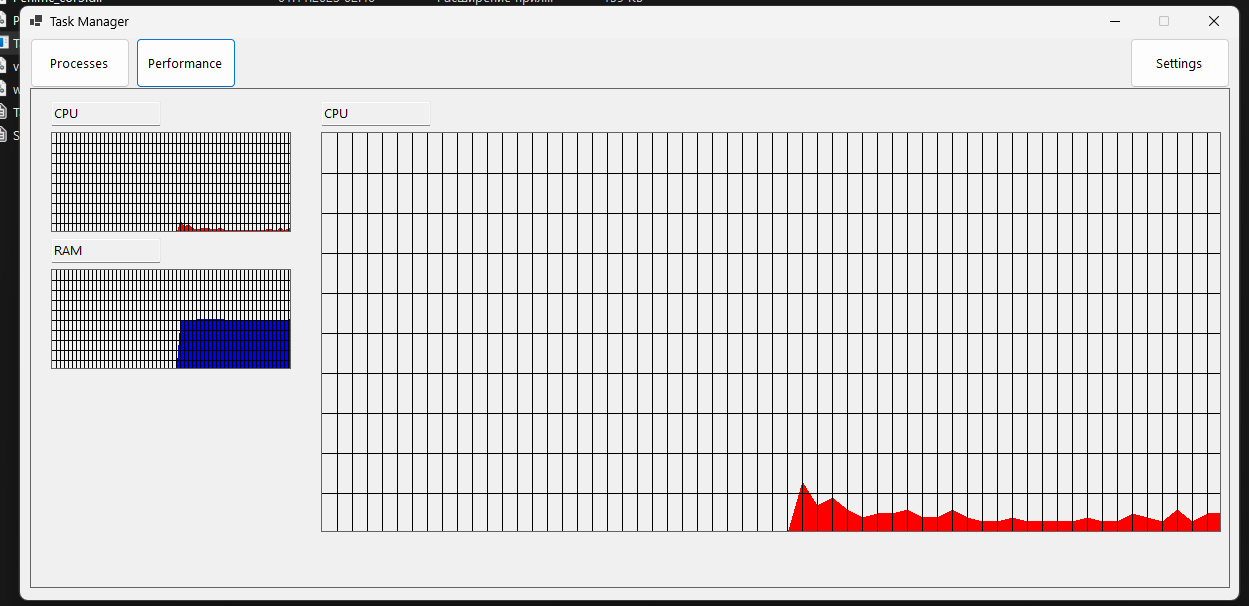 Task Manager
Processes
Performance
Settings
CPU
CPU
RAM